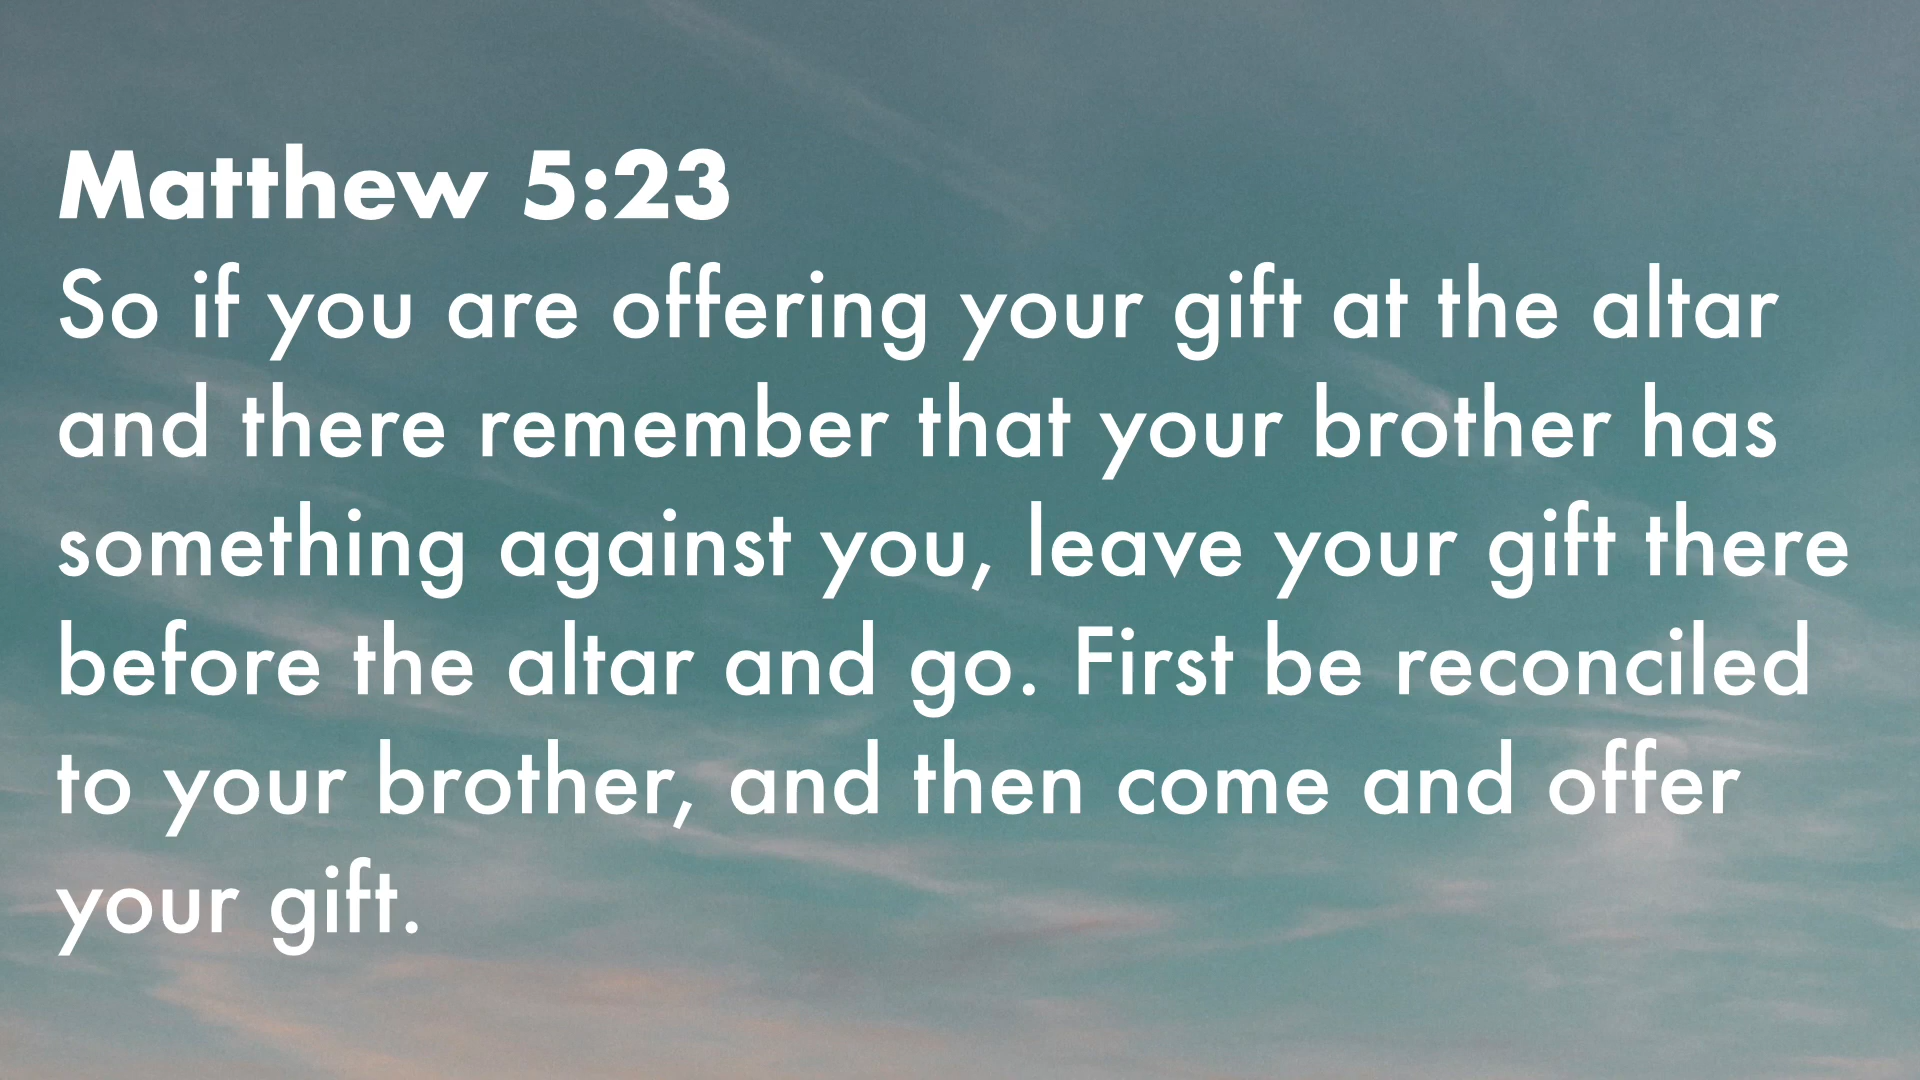 Matthew 5:23
So if you are offering your gift at the altar
and there remember that your brother has
something against you, leave your gift there
before the altar and go. First be reconciled
to your brother, and then come and offer
your gift.